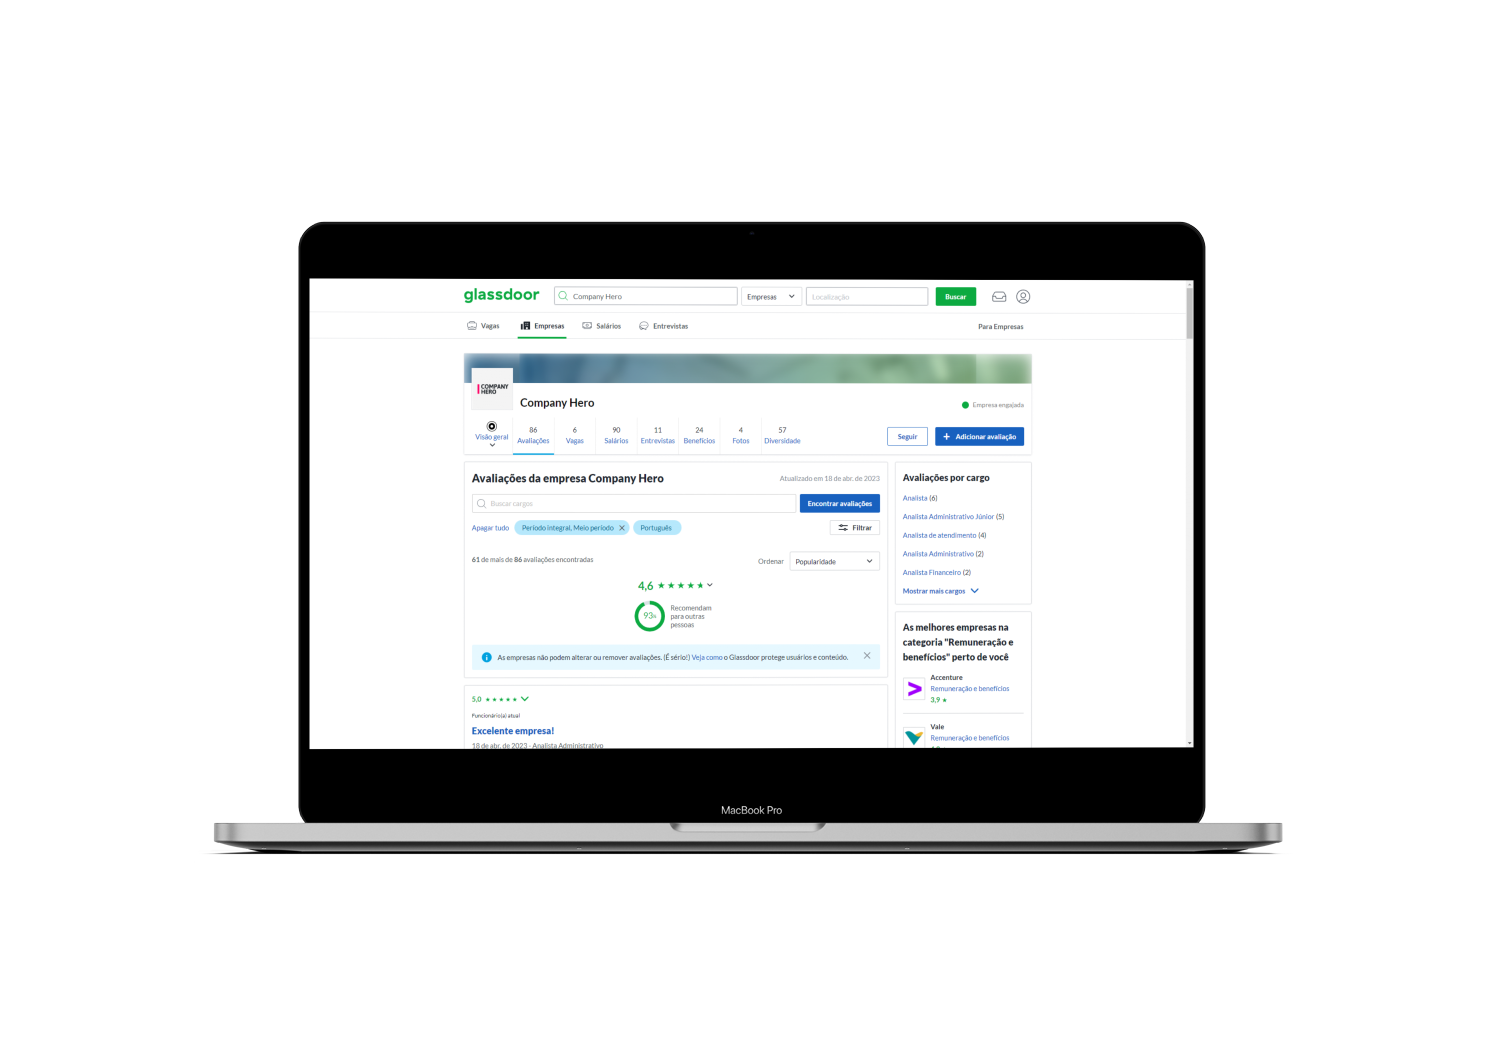 glassdoor
Company Hero
Empresas
Localização
Buscar
Vagas
Empresas
Salários
Entrevistas
Para Empresas
COMPANY
HERO
Company Hero
Empresa engajada
Visão geral
86
Avaliações
6
Vagas
90
Salários
11
Entrevistas
24
Benefícios
4
Fotos
57
Diversidade
Seguir
+ Adicionar avaliação
Avaliações da empresa Company Hero
Atualizado em 18 de abr. de 2023
Buscar cargos
Encontrar avaliações
Apagar tudo
Período integral, Meio período
Português
Filtrar
61 de mais de 86 avaliações encontradas
Ordenar
Popularidade
4,6 ★★★★★
93%
Recomendam
para outras
pessoas
As empresas não podem alterar ou remover avaliações. (É sério!) Veja como o Glassdoor protege usuários e conteúdo.
5,0 ★★★★★
Funcionário(a) atual
Excelente empresa!
18 de abr. de 2023 - Analista Administrativo
Avaliações por cargo
Analista (6)
Analista Administrativo Júnior (5)
Analista de atendimento (4)
Analista Administrativo (2)
Analista Financeiro (2)
Mostrar mais cargos
As melhores empresas na
categoria "Remuneração e
benefícios" perto de você
Accenture
Remuneração e benefícios
3,9 ★
Vale
Remuneração e benefícios
MacBook Pro